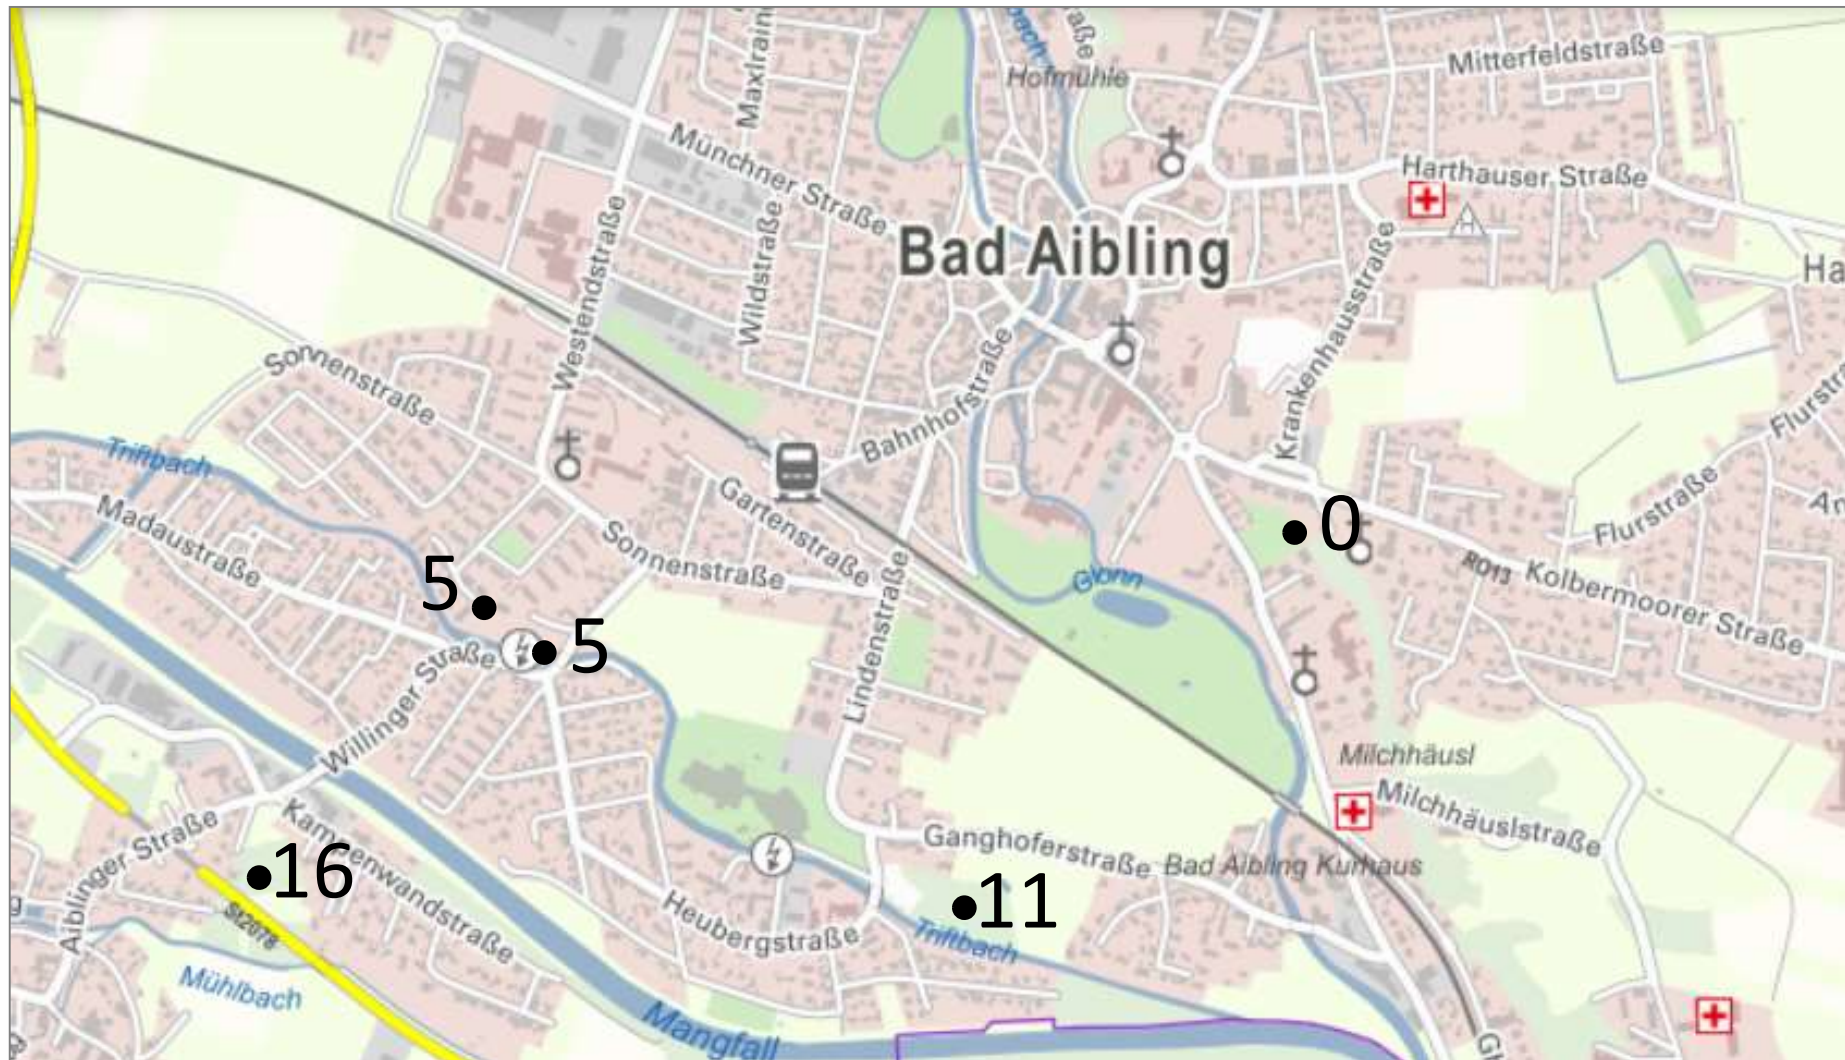 Mitterfeldstraße
Hofmühle
Münchner Straße
Harthauser Straße
Westendstraße
Wildstraße
Bad Aibling
Krankenhausstraße
Sonnenstraße
Bahnhofstraße
Flurstraße
Triftbach
Madaustraße
Gartenstraße
Sonnenstraße
0
Flurstraße
RO13
Kolbermoorer Straße
Glonn
5
5
Lindenstraße
Willinger Straße
Milchhäusl
Milchhäuslstraße
Aiblinger Straße
Kampenwandstraße
Ganghoferstraße
Bad Aibling Kurhaus
16
11
St2078
Heubergstraße
Triftbach
Mühlbach
Mangfall